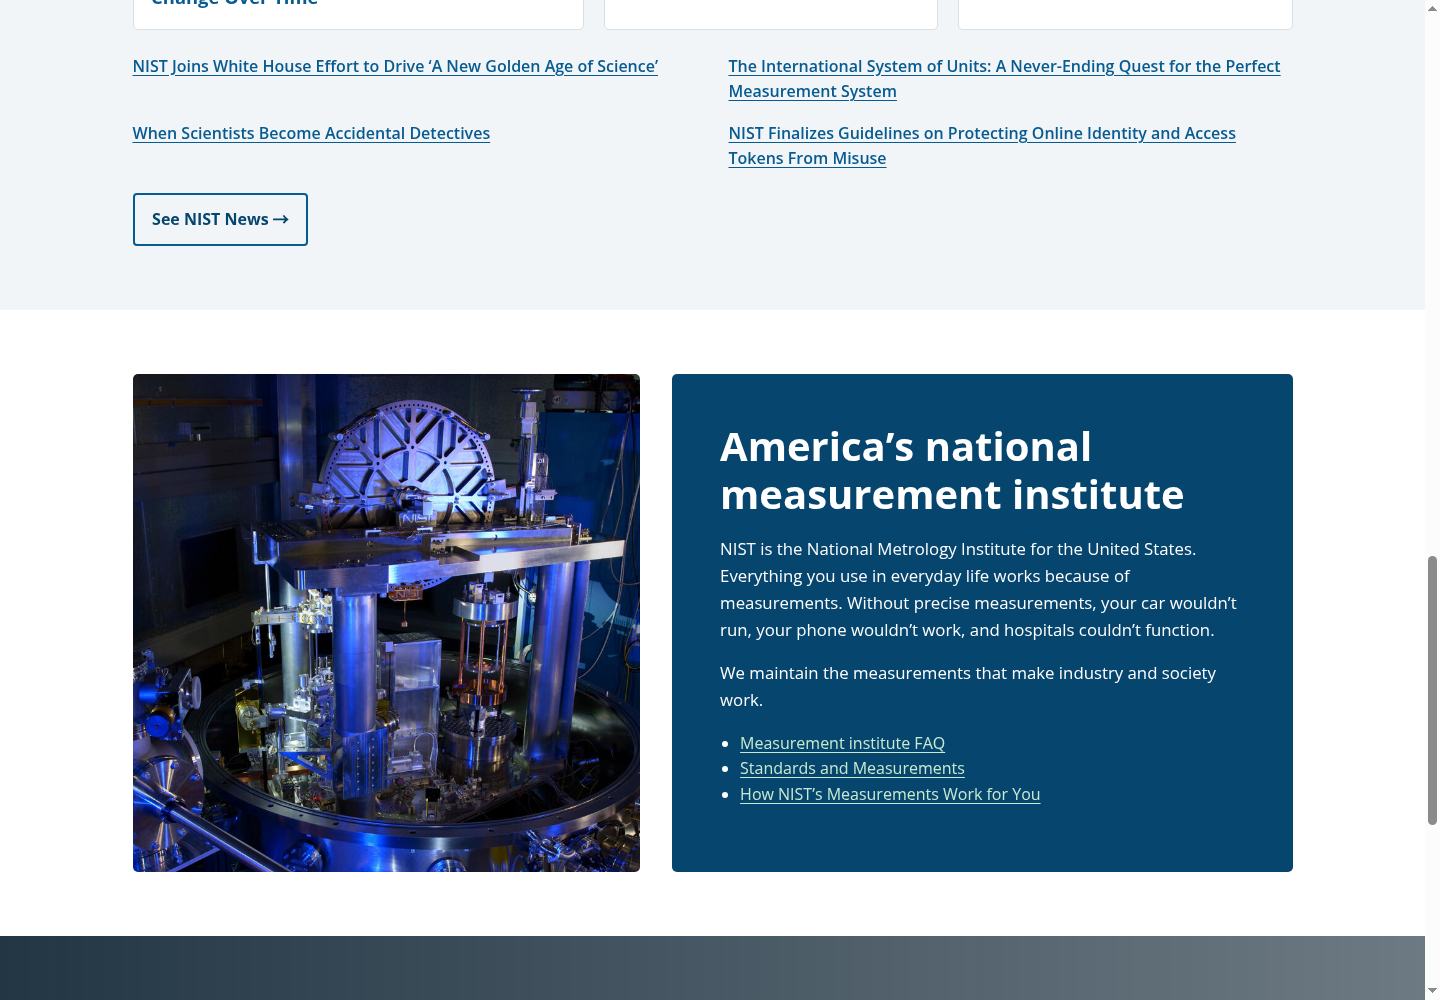 Change Over Time
NIST Joins White House Effort to Drive ‘A New Golden Age of Science’
The International System of Units: A Never-Ending Quest for the Perfect
Measurement System
When Scientists Become Accidental Detectives
NIST Finalizes Guidelines on Protecting Online Identity and Access
Tokens From Misuse
See NIST News →
America’s national
measurement institute
NIST is the National Metrology Institute for the United States.
Everything you use in everyday life works because of
measurements. Without precise measurements, your car wouldn’t
run, your phone wouldn’t work, and hospitals couldn’t function.
We maintain the measurements that make industry and society
work.
Measurement institute FAQ
Standards and Measurements
How NIST’s Measurements Work for You